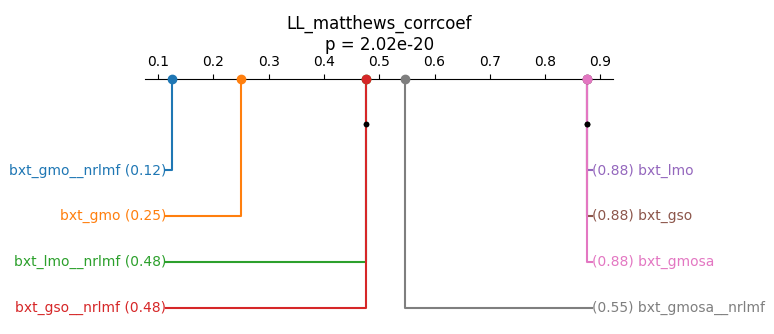 LL_matthews_corrcoef
p = 2.02e-20
0.1 0.2 0.3 0.4 0.5 0.6 0.7 0.8 0.9
bxt_gmo__nrlmf (0.12) (0.88) bxt_lmo
bxt_gmo (0.25) (0.88) bxt_gso
bxt_lmo__nrlmf (0.48) (0.88) bxt_gmosa
bxt_gso__nrlmf (0.48) (0.55) bxt_gmosa__nrlmf